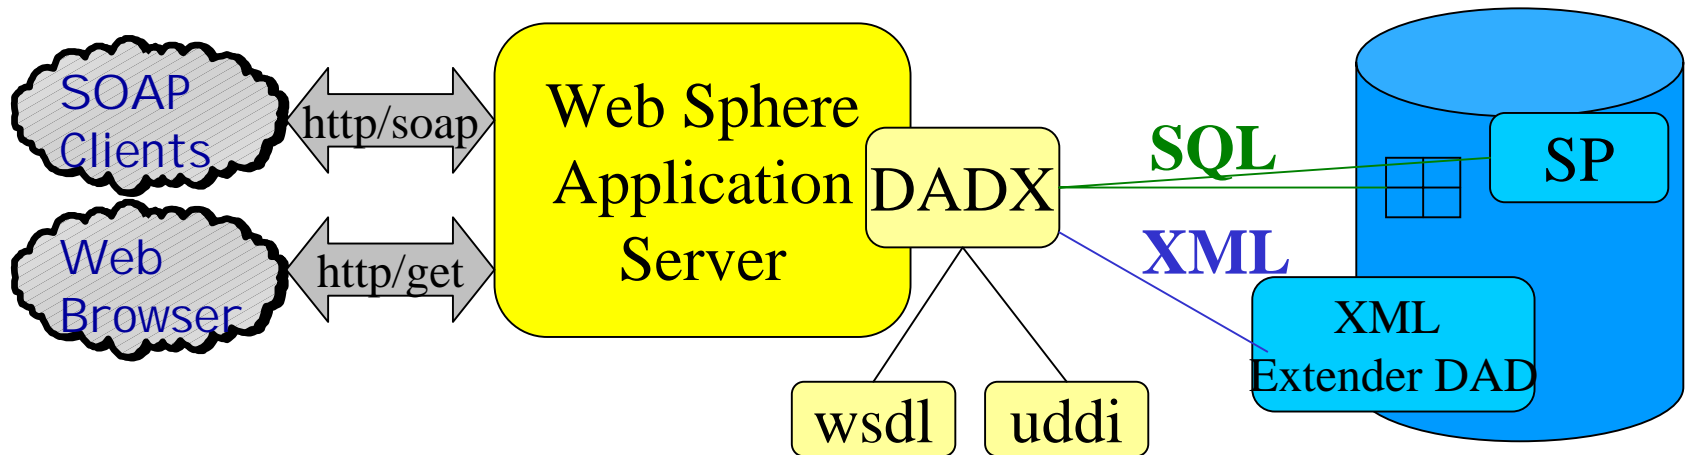 SOAP
Clients
http/soap
Web
Browser
http/get
Web Sphere
Application
Server
DADX
wsdl
uddi
SQL
XML
SP
XML
Extender DAD